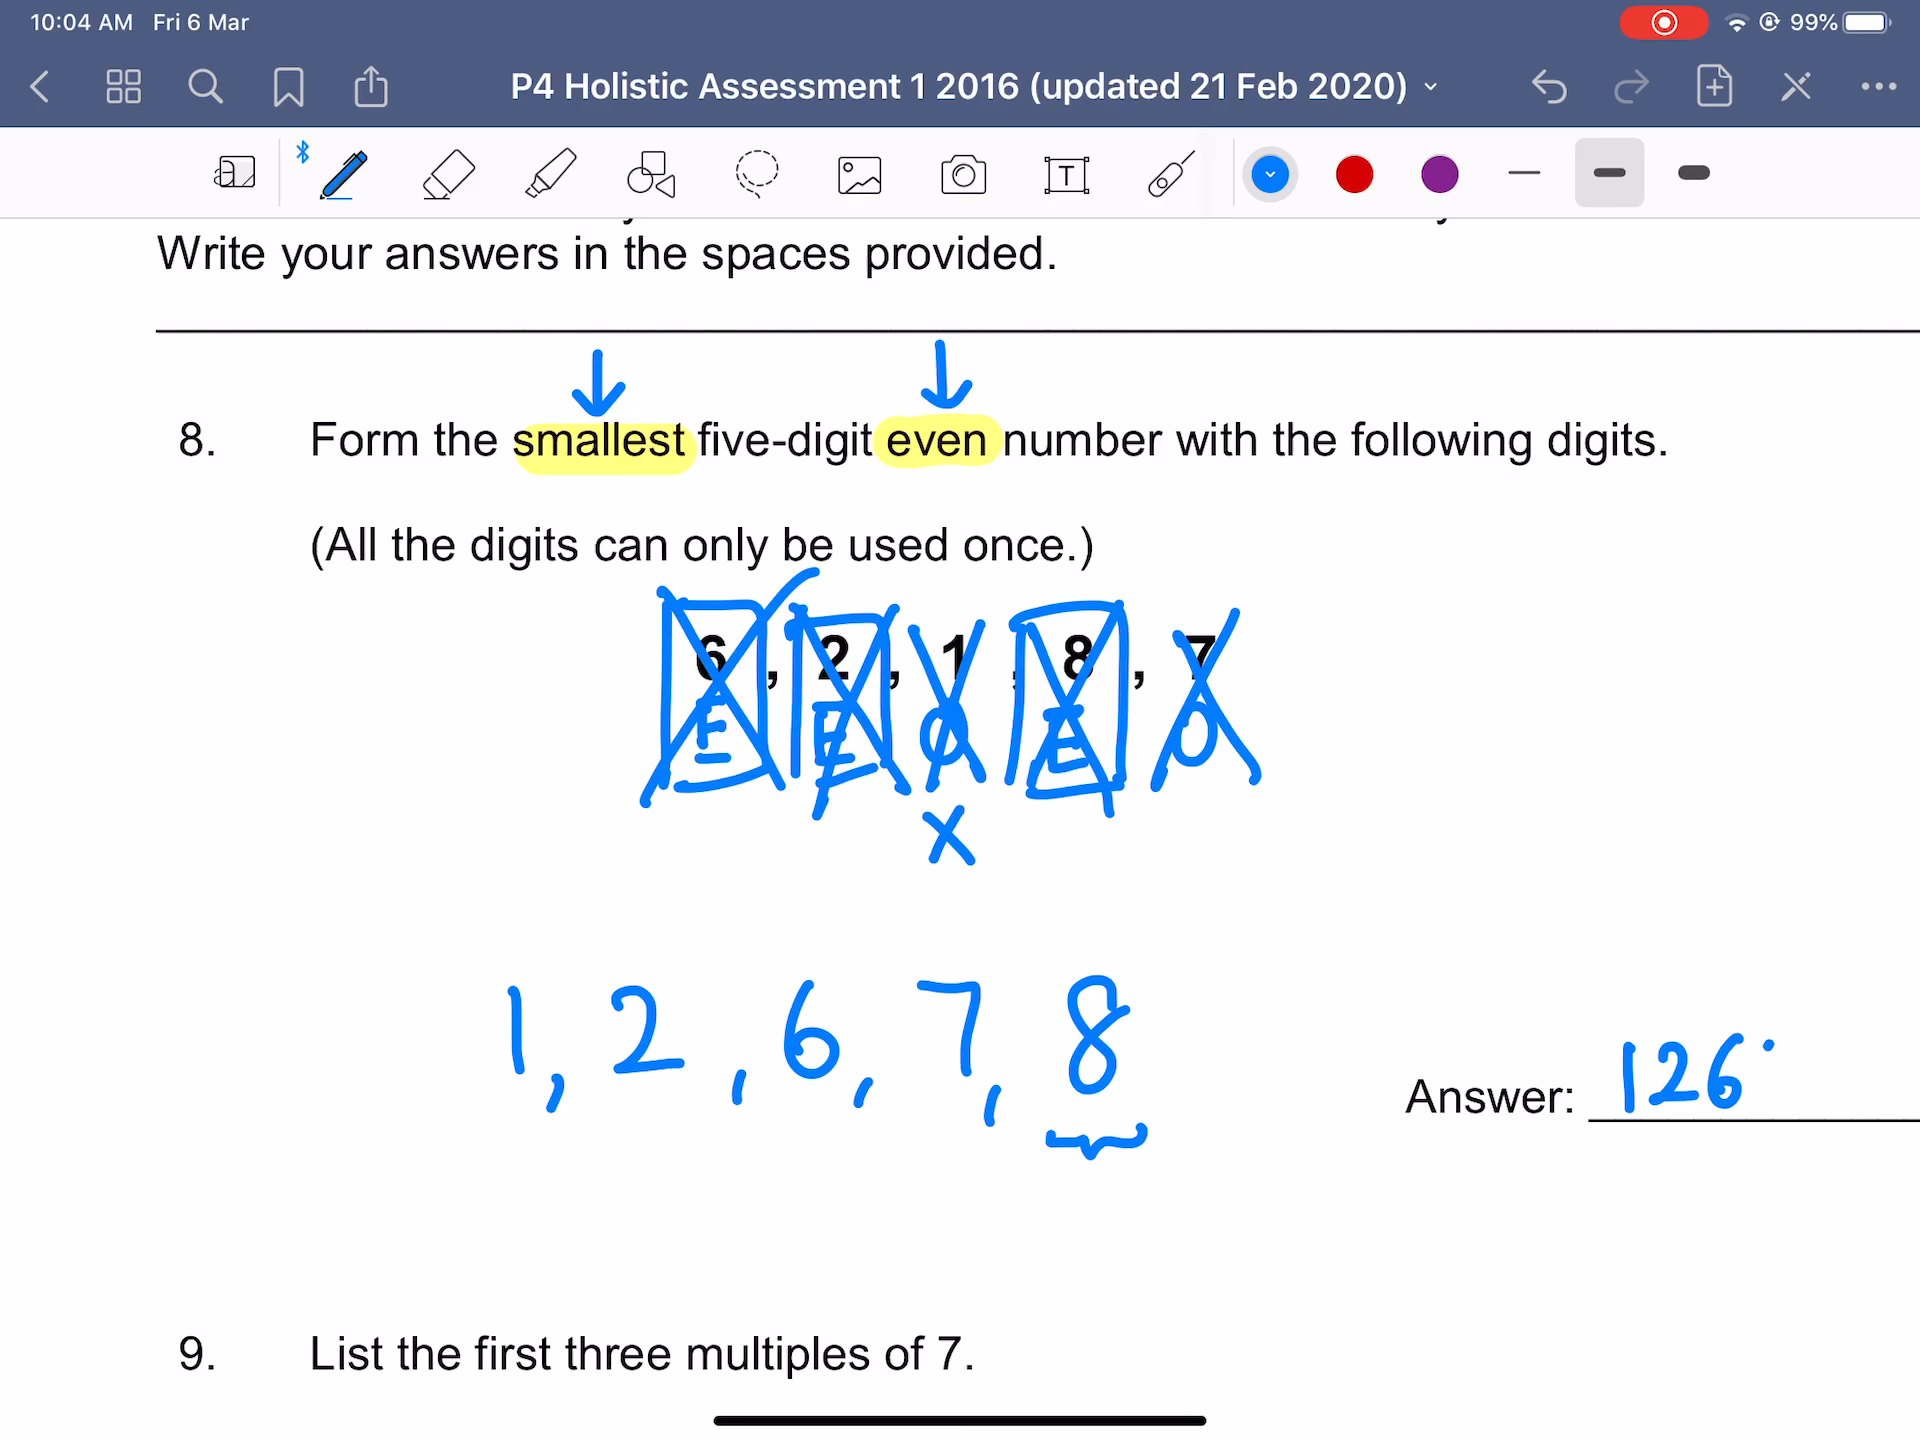 10:04 AM Fri 6 Mar 99%
P4 Holistic Assessment 1 2016 (updated 21 Feb 2020)
T
Write your answers in the spaces provided.
8. Form the smallest five-digit even number with the following digits.
(All the digits can only be used once.)
6, 2, 1, 8, 7
E E O E O
x
1, 2, 6, 7, 8
Answer: 126
9. List the first three multiples of 7.